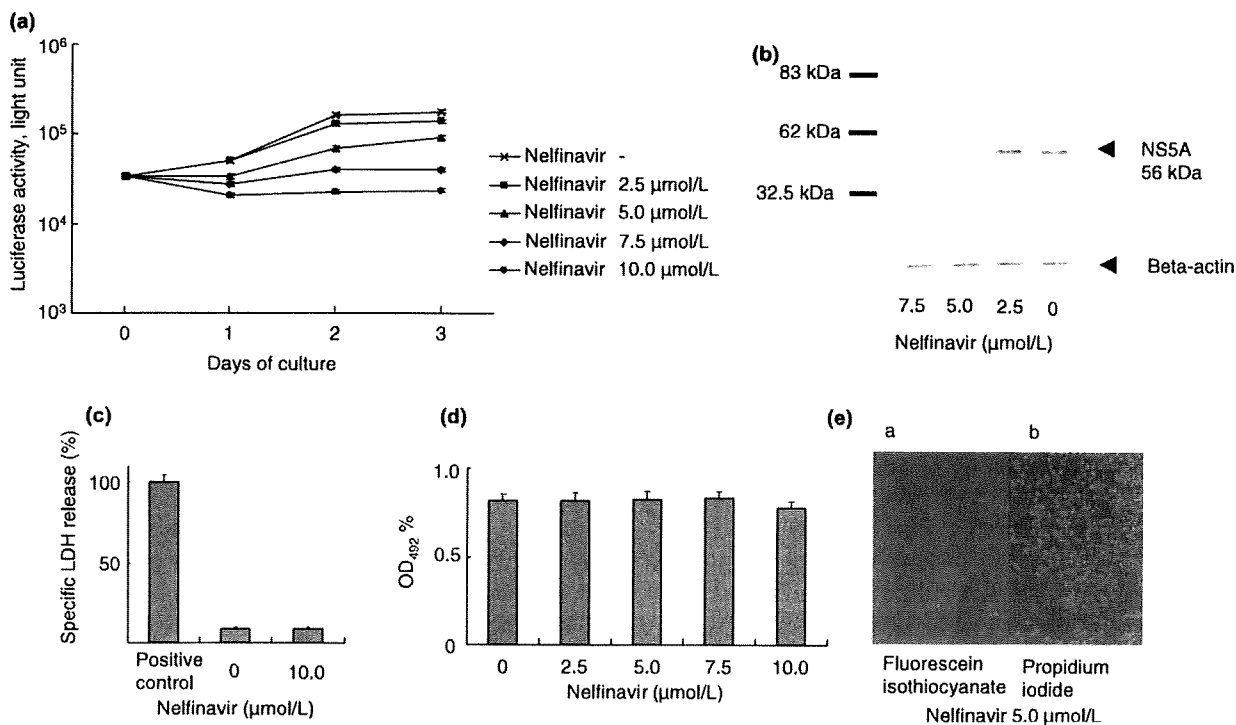 (a)
10⁶
10⁵
10⁴
10³
Luciferase activity, light unit
0 1 2 3
Days of culture
Nelfinavir -
Nelfinavir 2.5 µmol/L
Nelfinavir 5.0 µmol/L
Nelfinavir 7.5 µmol/L
Nelfinavir 10.0 µmol/L
(b)
83 kDa
62 kDa
32.5 kDa
NS5A
56 kDa
Beta-actin
7.5 5.0 2.5 0
Nelfinavir (µmol/L)
(c)
Specific LDH release (%)
100
50
Positive
control
0 10.0
Nelfinavir (µmol/L)
(d)
OD₄₉₂ %
1.0
0.5
0
0 2.5 5.0 7.5 10.0
Nelfinavir (µmol/L)
(e)
a b
Fluorescein
isothiocyanate
Propidium
iodide
Nelfinavir 5.0 µmol/L